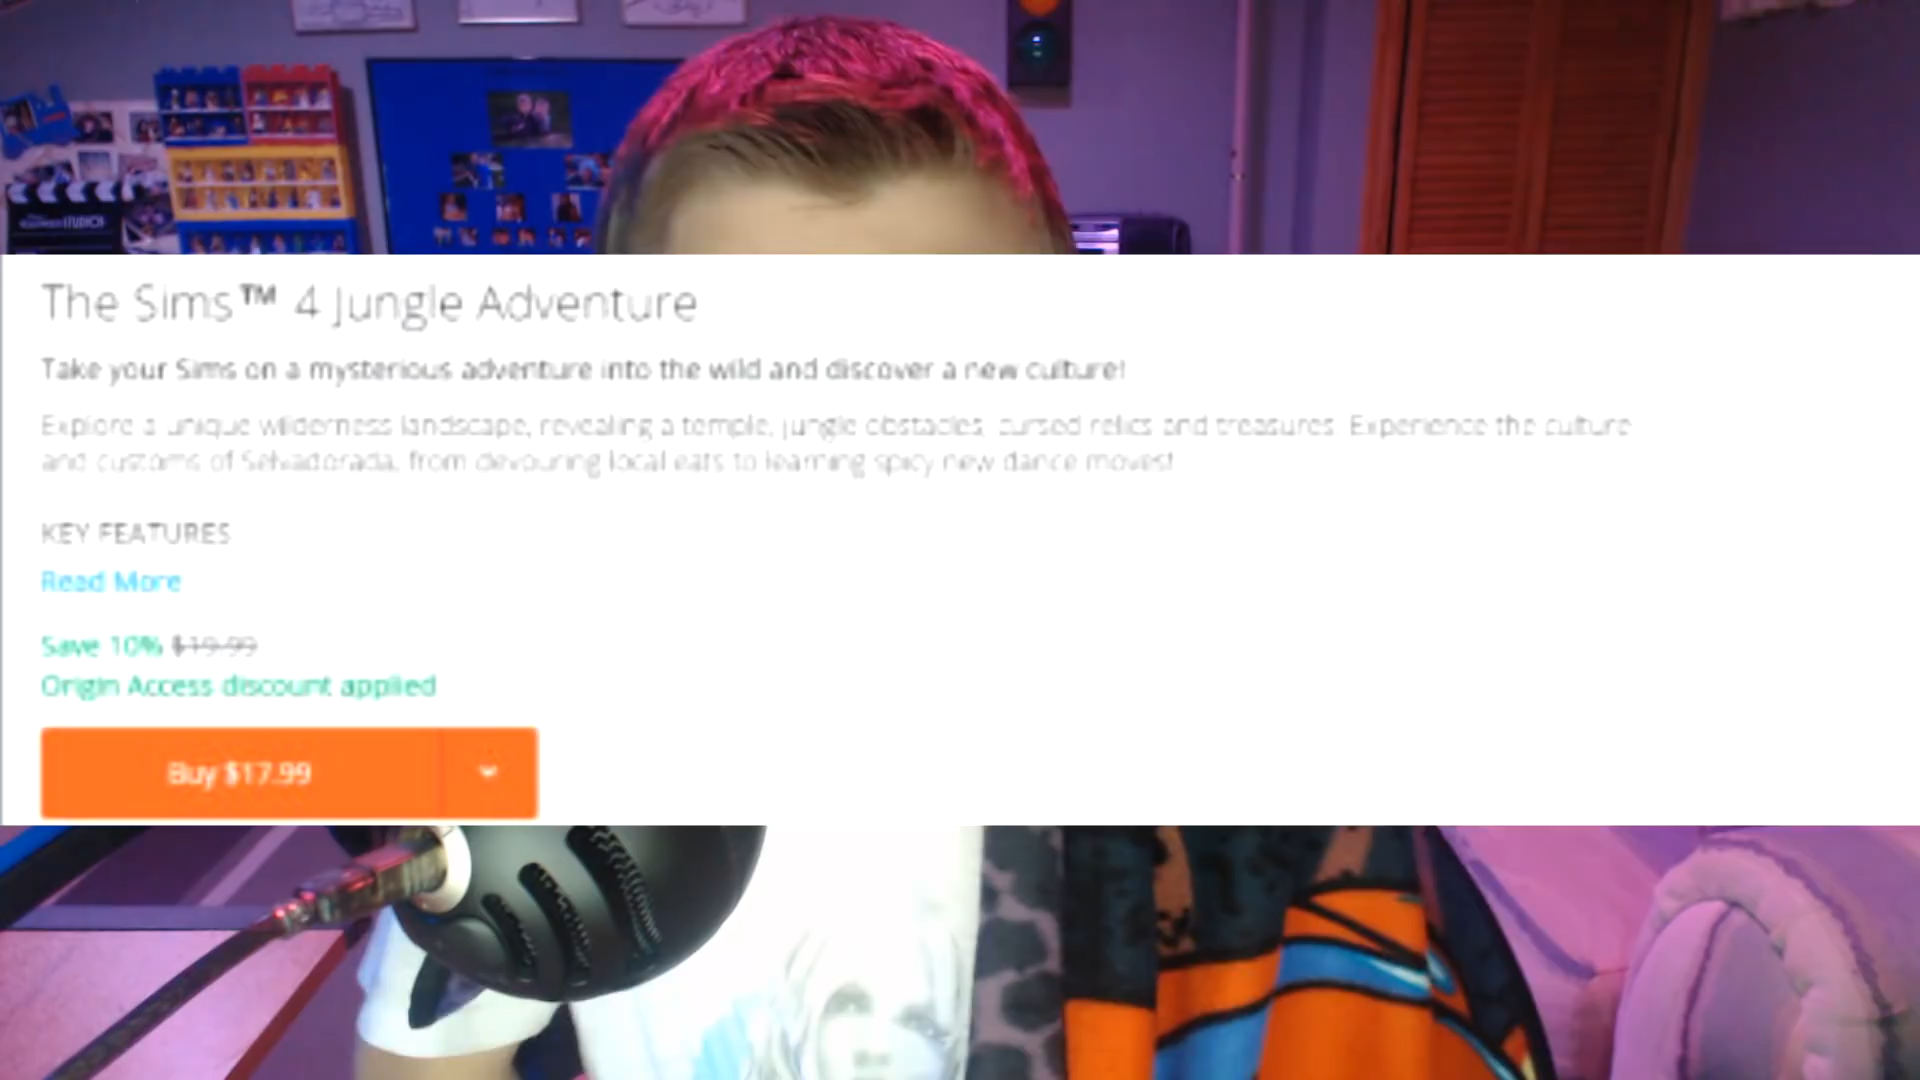 STUDIOS
The Sims™ 4 Jungle Adventure
Take your Sims on a mysterious adventure into the wild and discover a new culture!
Explore a unique wilderness landscape, revealing a temple, jungle obstacles, cursed relics and treasures. Experience the culture
and customs of Selvadorada, from devouring local eats to learning spicy new dance moves!
KEY FEATURES
Read More
Save 10% $19.99
Origin Access discount applied
Buy $17.99